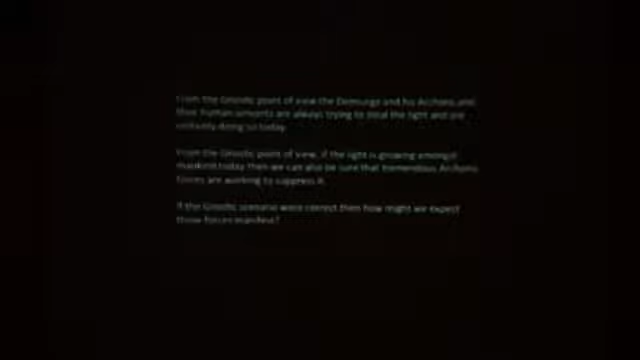 From the Gnostic point of view the Demiurge and his Archons and
their human servants are always trying to steal the light and are
certainly doing so today.
From the Gnostic point of view, if the light is growing amongst
mankind today then we can also be sure that tremendous Archonic
forces are working to suppress it.
If the Gnostic scenario were correct then how might we expect
those forces manifest?